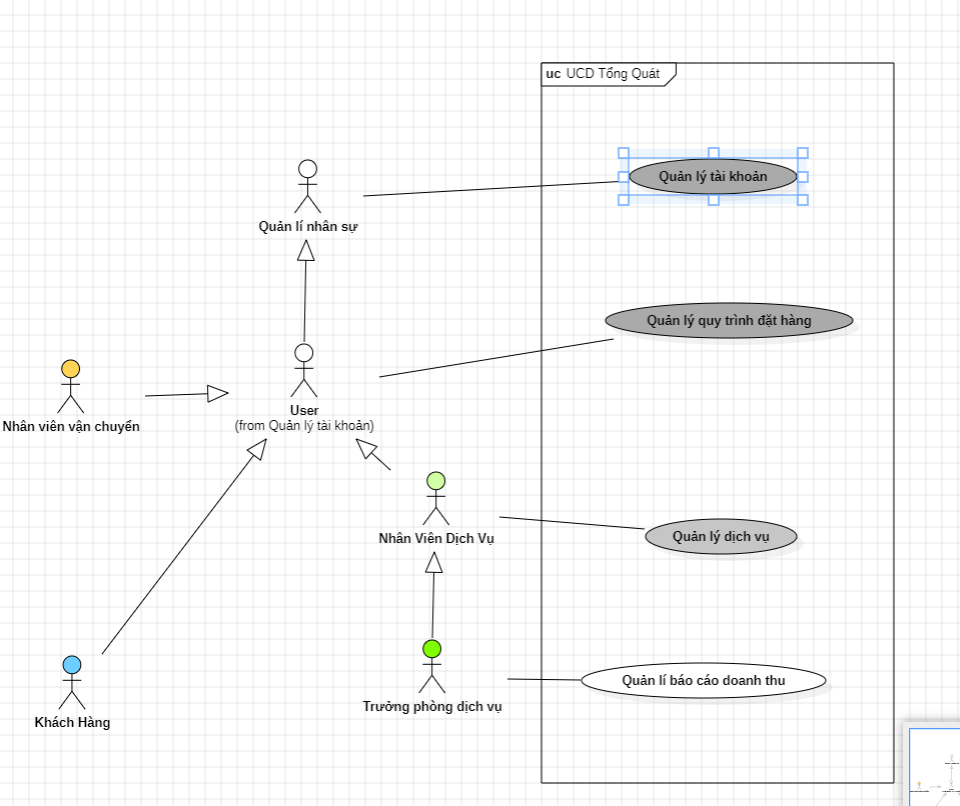 uc UCD Tổng Quát
Quản lý tài khoản
Quản lí nhân sự
Quản lý quy trình đặt hàng
User
(from Quản lý tài khoản)
Nhân viên vận chuyển
Nhân Viên Dịch Vụ
Quản lý dịch vụ
Quản lí báo cáo doanh thu
Trưởng phòng dịch vụ
Khách Hàng